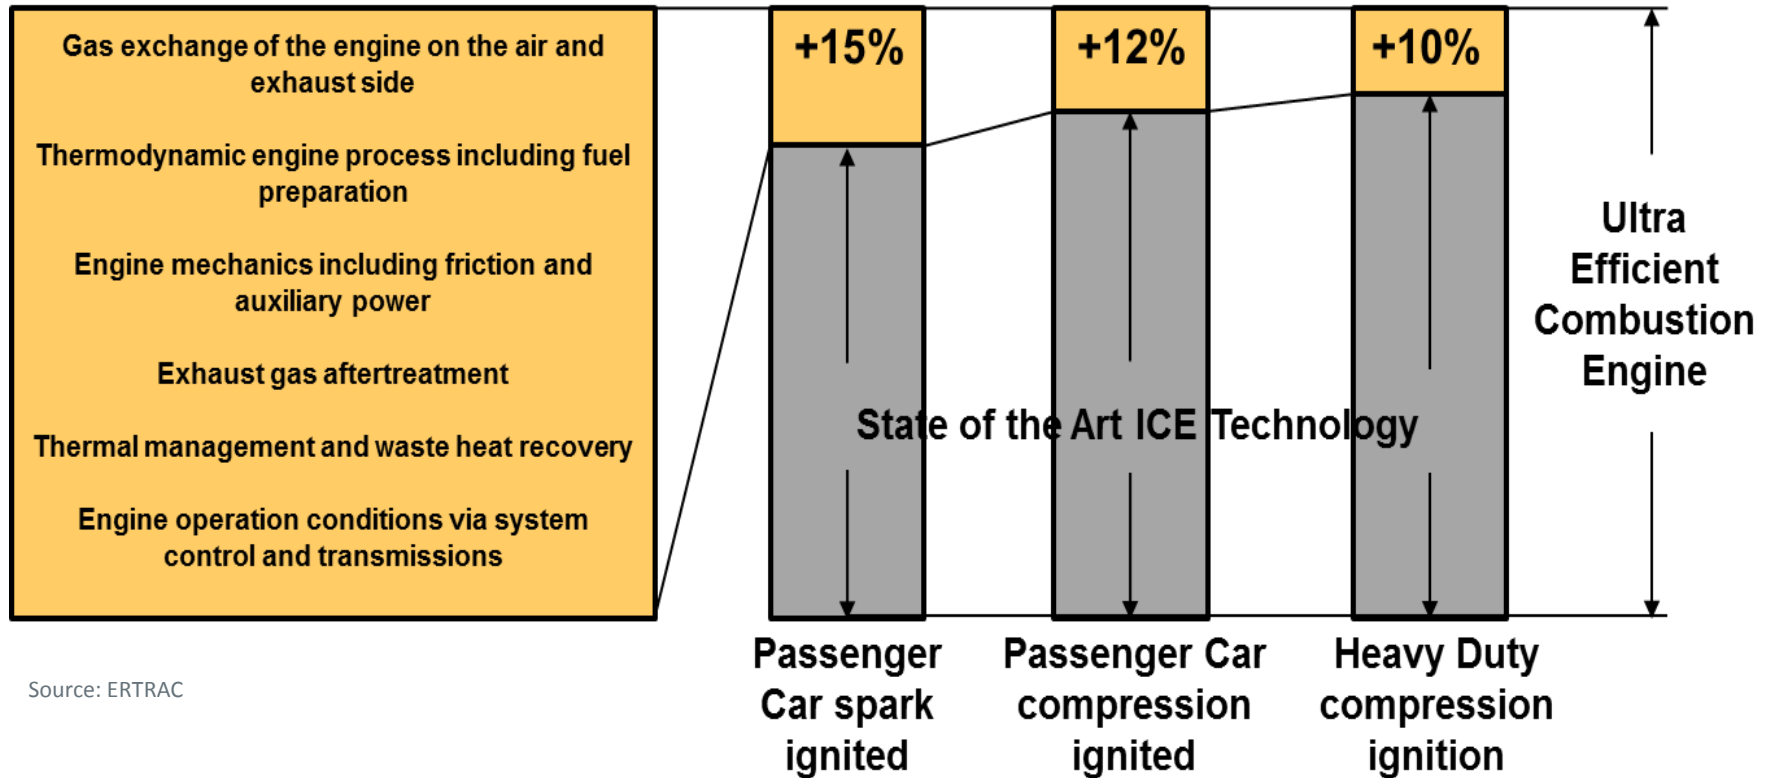 Gas exchange of the engine on the air and
exhaust side
Thermodynamic engine process including fuel
preparation
Engine mechanics including friction and
auxiliary power
Exhaust gas aftertreatment
Thermal management and waste heat recovery
Engine operation conditions via system
control and transmissions
+15%
+12%
+10%
State of the Art ICE Technology
Ultra
Efficient
Combustion
Engine
Passenger
Car spark
ignited
Passenger Car
compression
ignited
Heavy Duty
compression
ignition
Source: ERTRAC